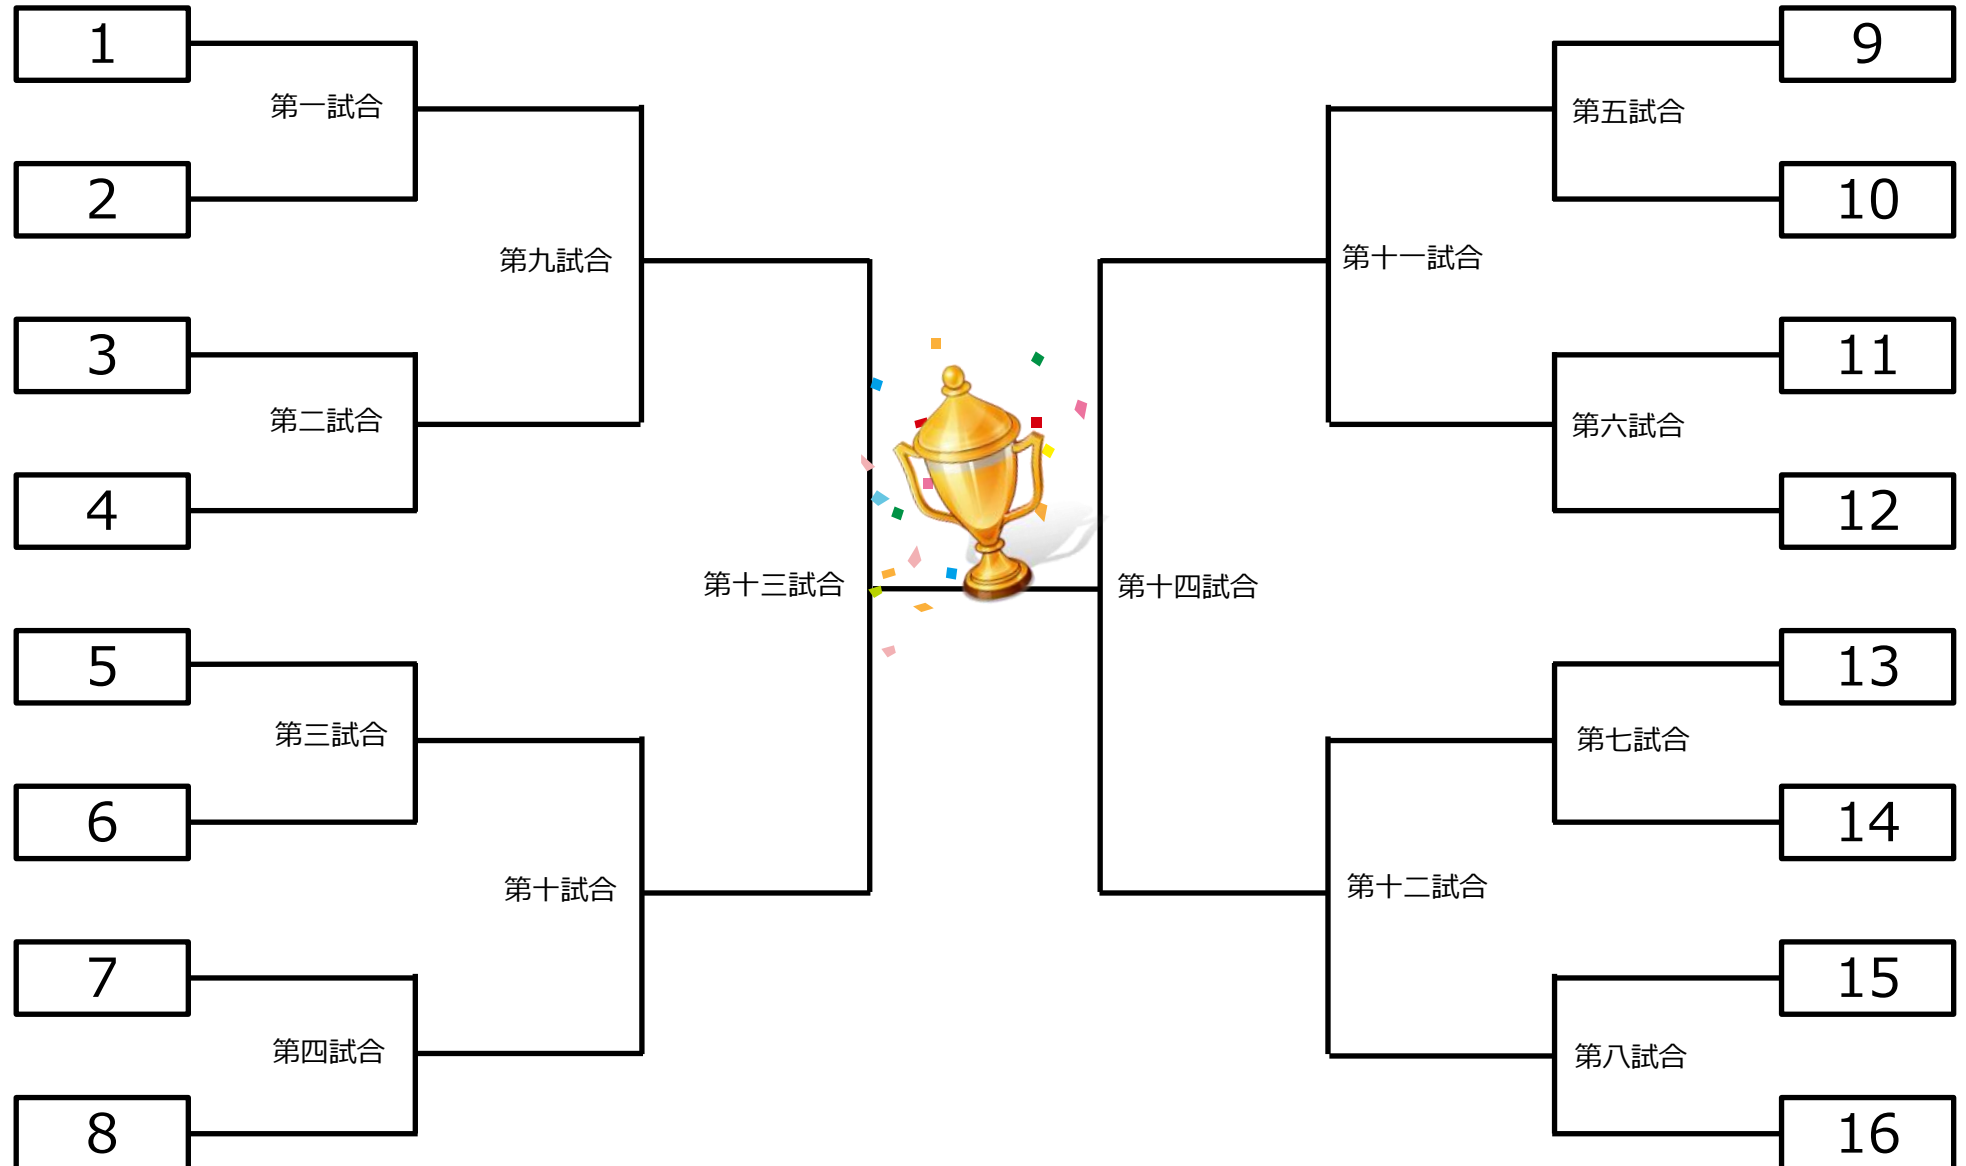 1
第一試合
2
第九試合
3
第二試合
4
第十三試合
5
第三試合
6
第十試合
7
第四試合
8
9
第五試合
10
第十一試合
11
第六試合
12
第十四試合
13
第七試合
14
第十二試合
15
第八試合
16